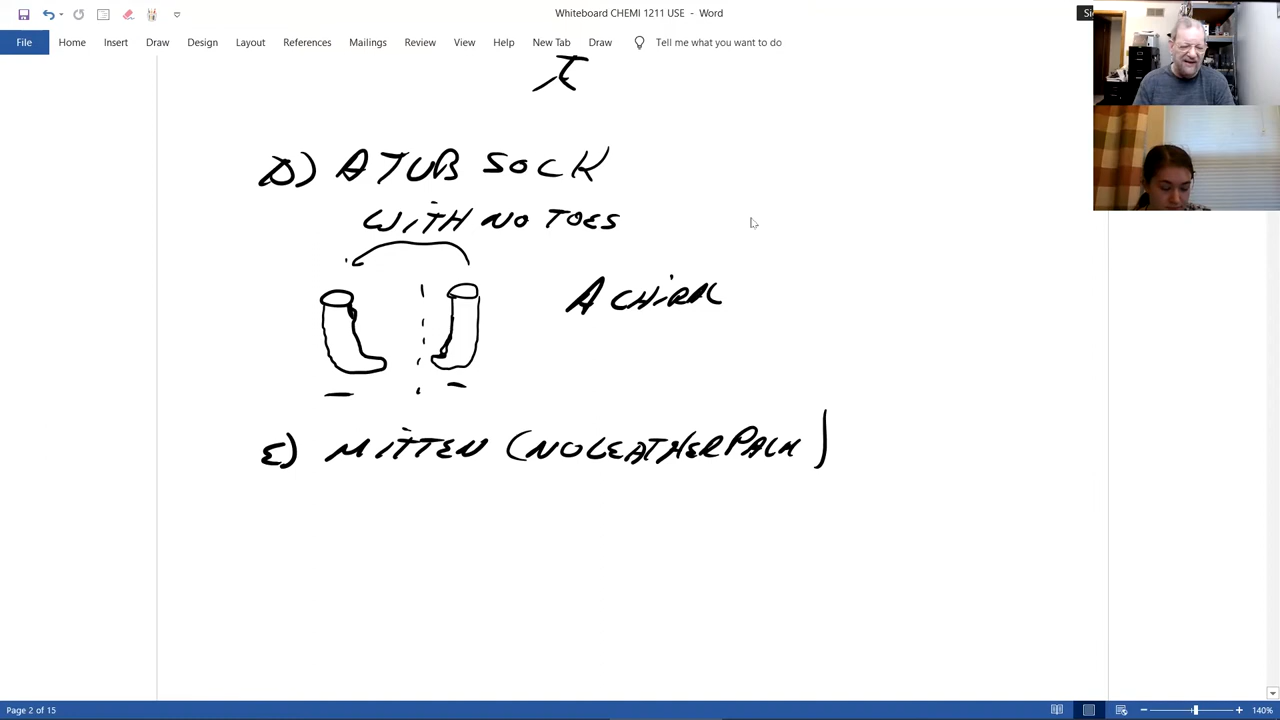 Whiteboard CHEMI 1211 USE - Word
File Home Insert Draw Design Layout References Mailings Review View Help New Tab Draw Tell me what you want to do
D) A TUB SOCK
WITH NO TOES
ACHIRAL
E) MITTEN (NO LEATHER PALM)
Page 2 of 15
140%